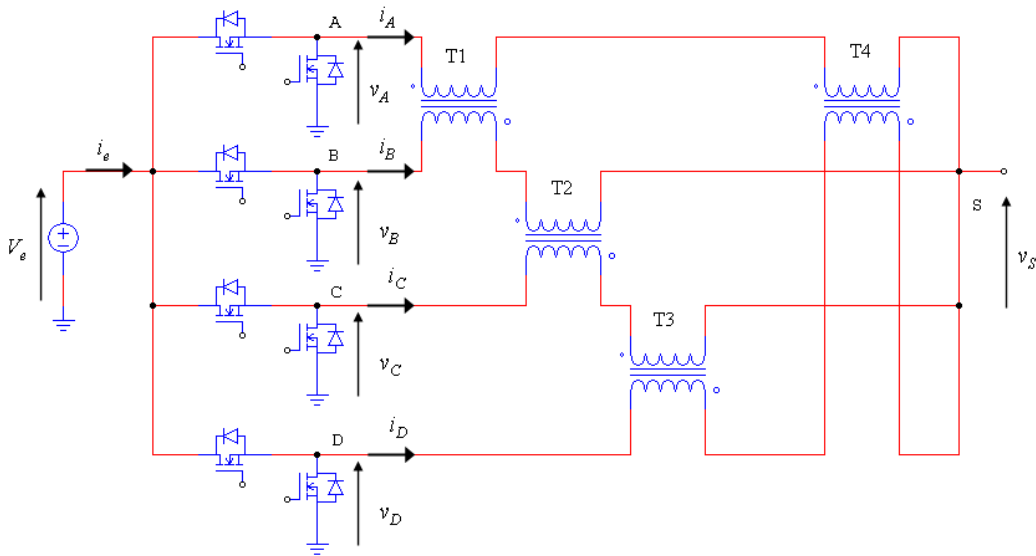 A
i_A
T1
T4
v_A
i_e
B
i_B
T2
S
V_e
v_B
v_S
C
i_C
T3
v_C
D
i_D
v_D